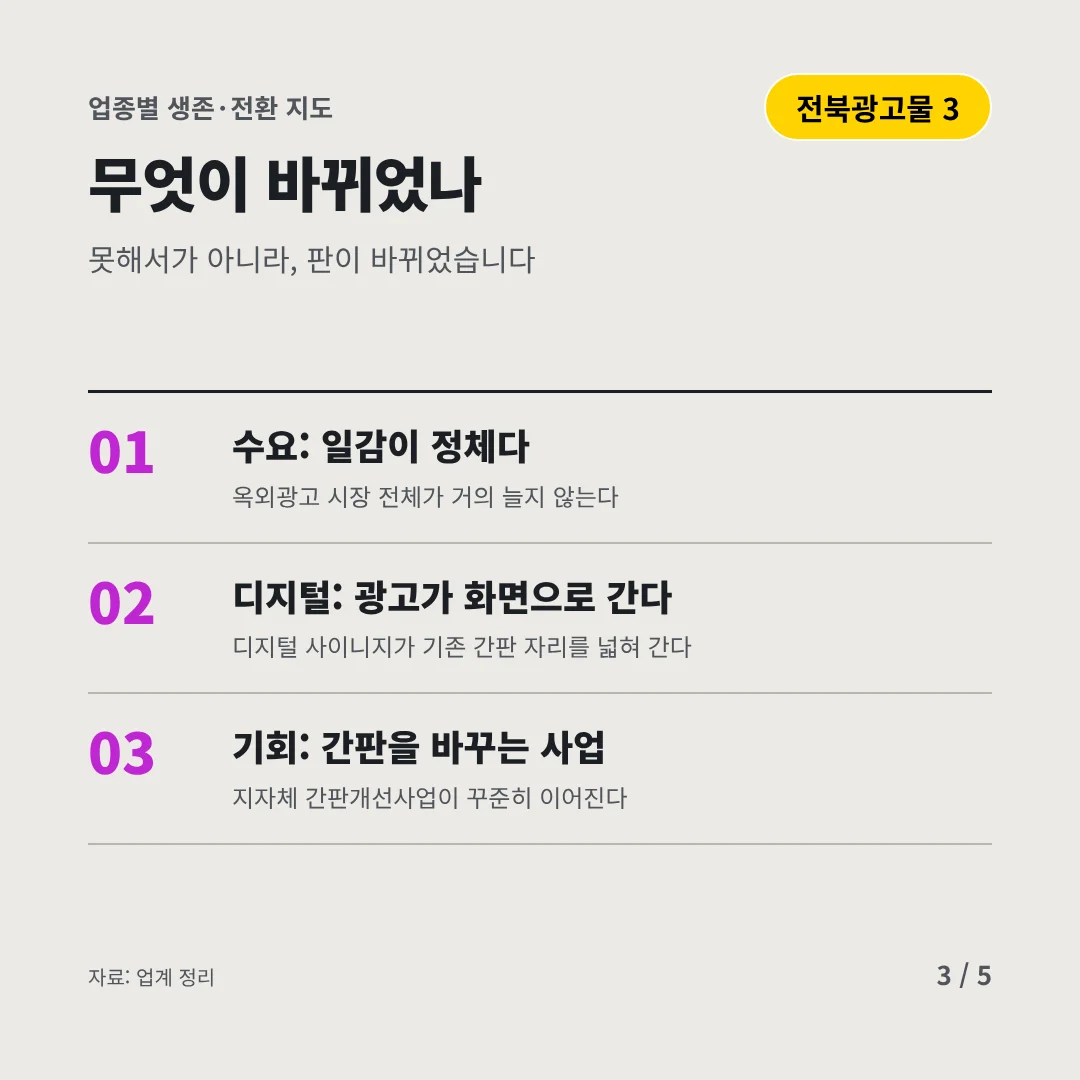 업종별 생존·전환 지도
전북광고물 3
무엇이 바뀌었나
못해서가 아니라, 판이 바뀌었습니다
01
수요: 일감이 정체다
옥외광고 시장 전체가 거의 늘지 않는다
02
디지털: 광고가 화면으로 간다
디지털 사이니지가 기존 간판 자리를 넓혀 간다
03
기회: 간판을 바꾸는 사업
지자체 간판개선사업이 꾸준히 이어진다
자료: 업계 정리
3 / 5